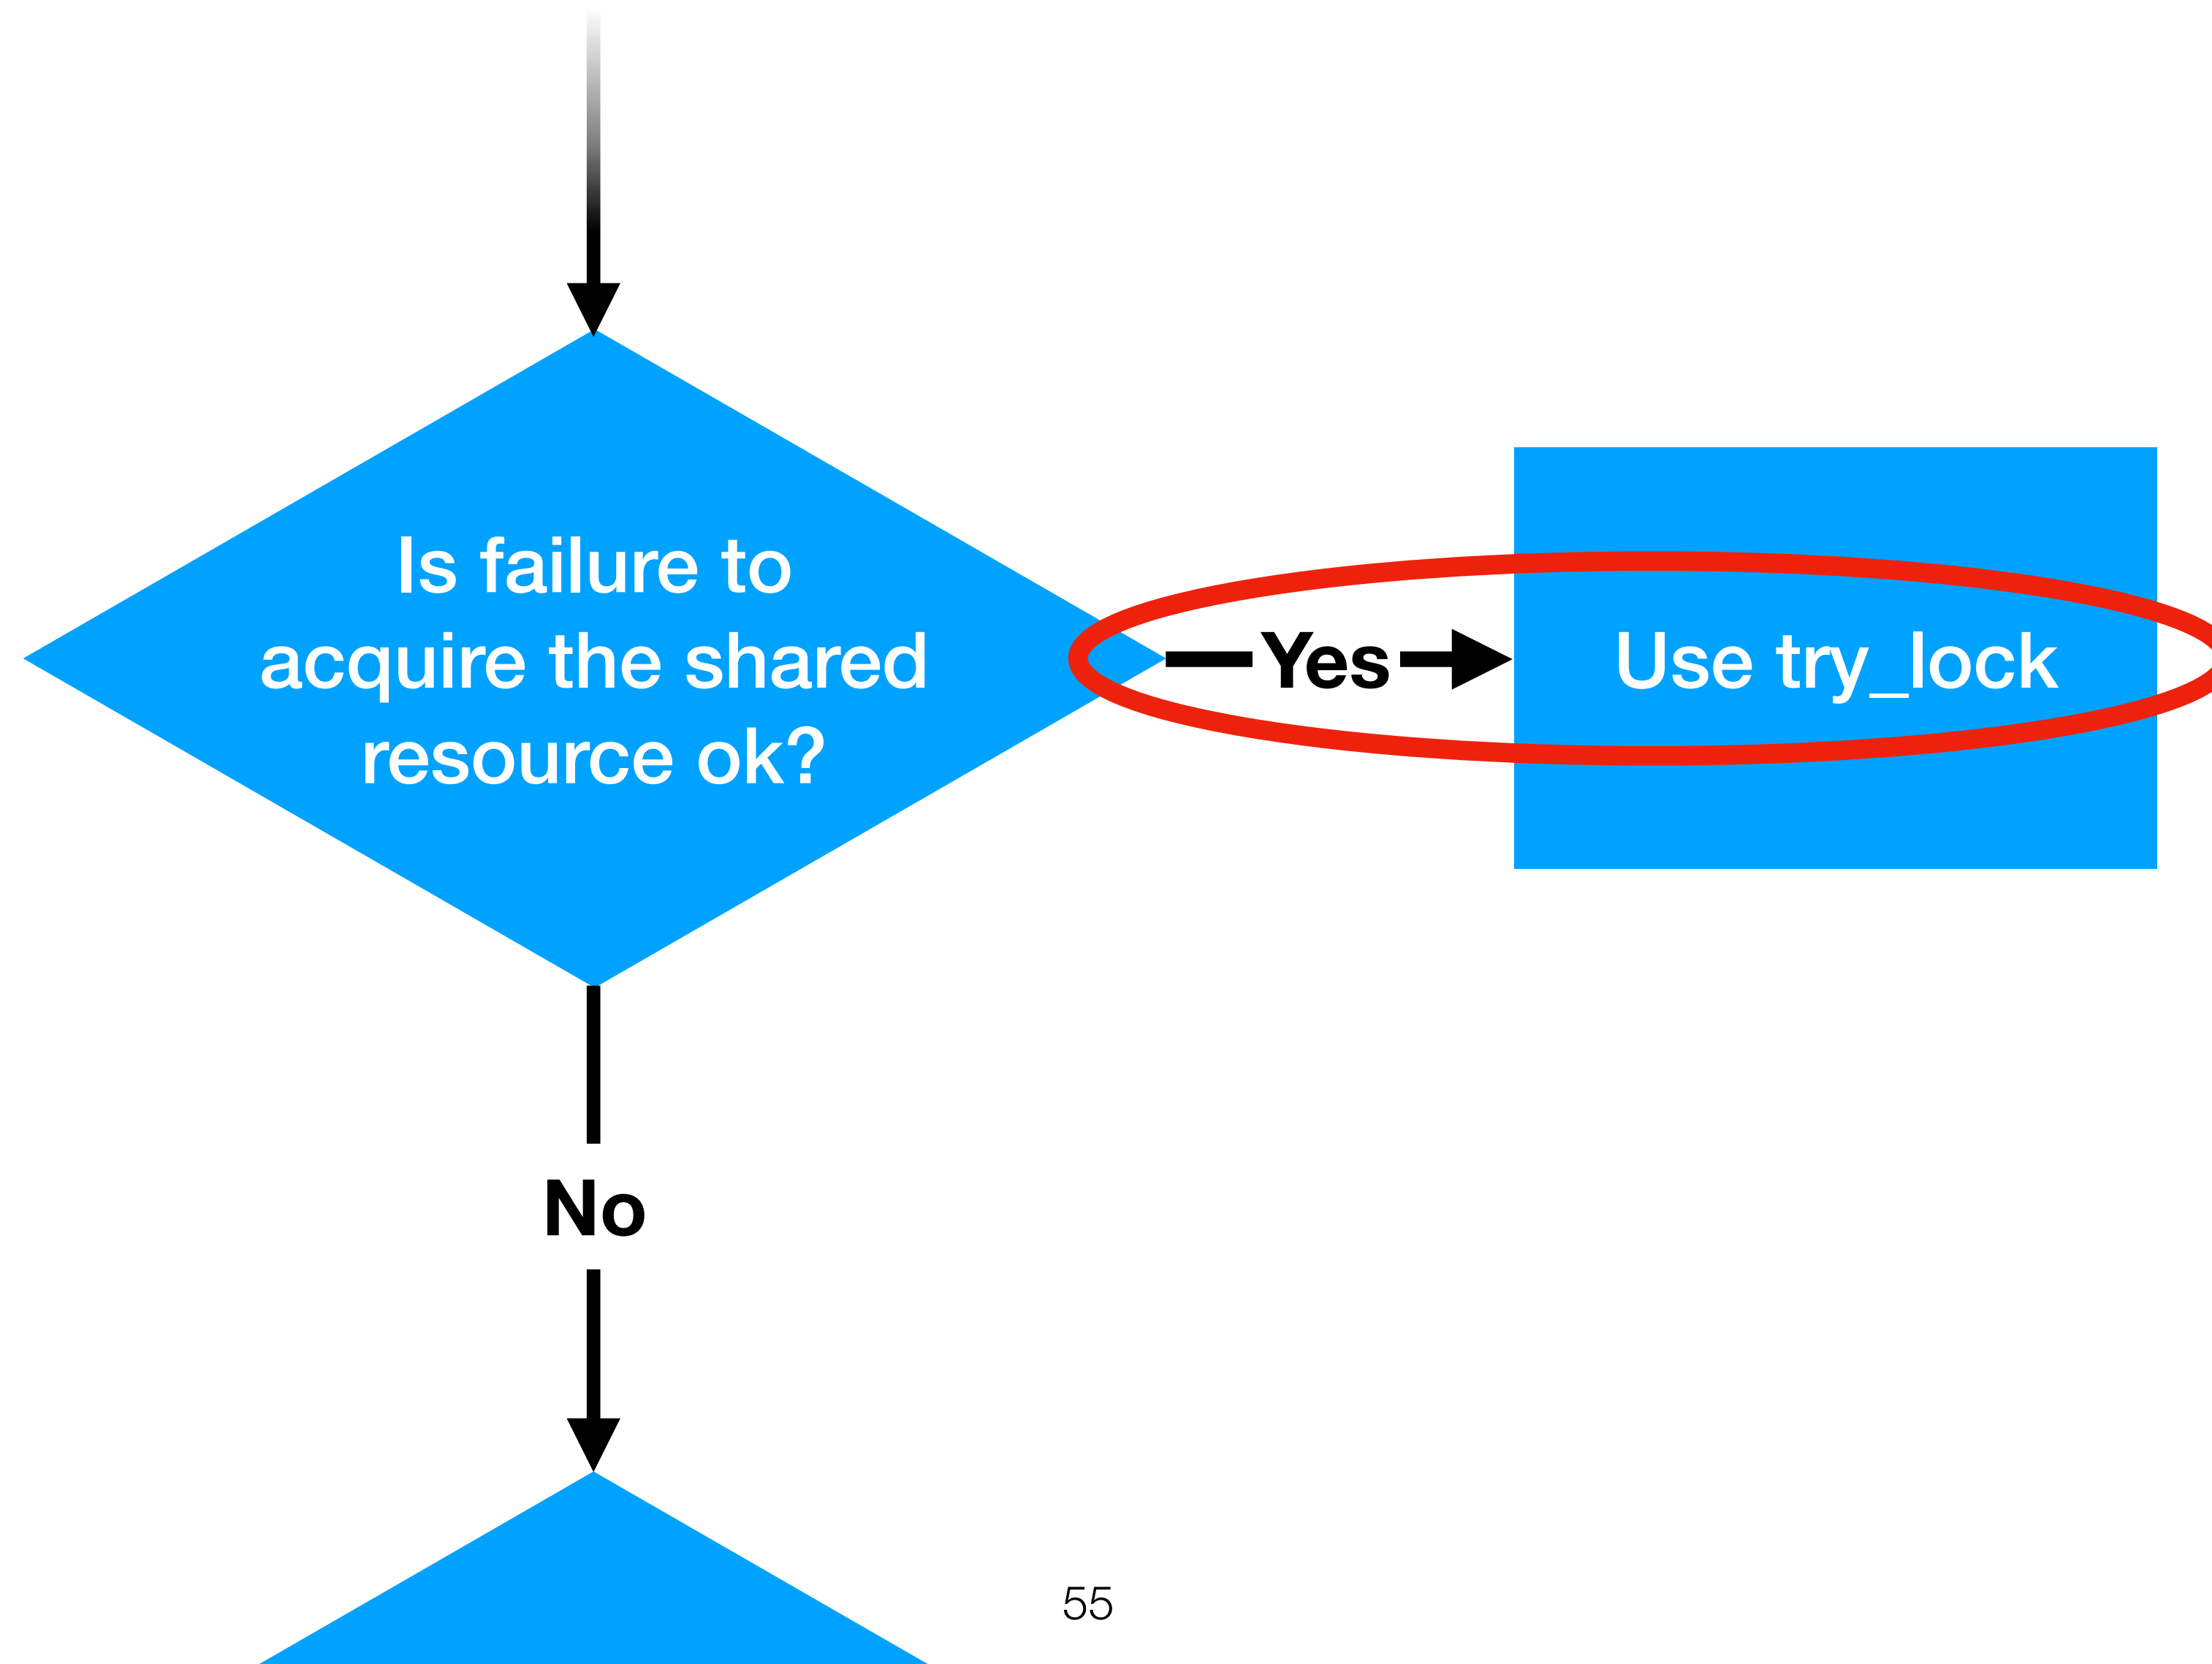 Is failure to
acquire the shared
resource ok?
Yes
Use try_lock
No
55